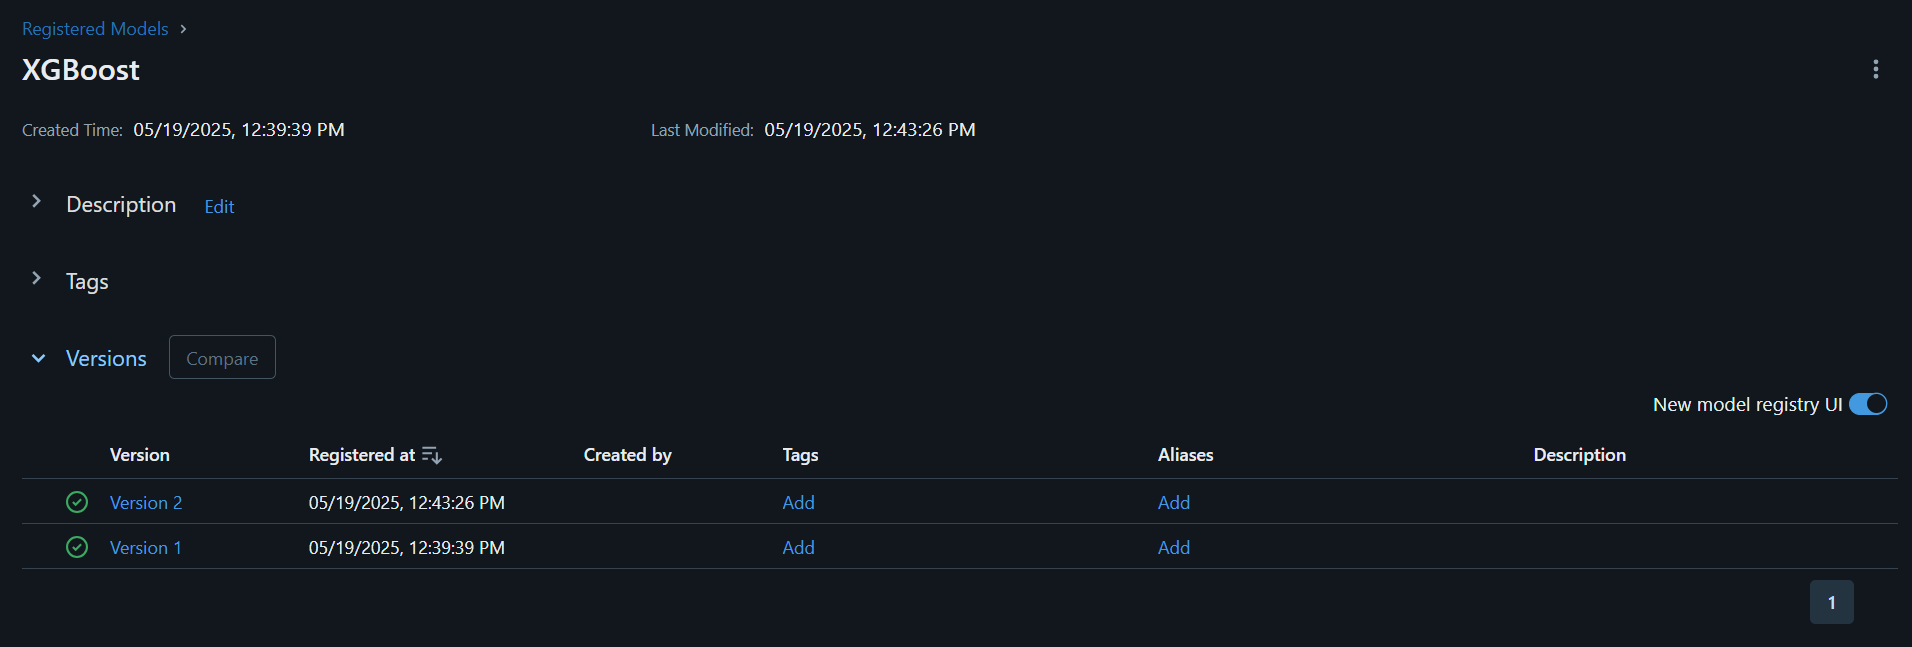 Registered Models
XGBoost
Created Time: 05/19/2025, 12:39:39 PM Last Modified: 05/19/2025, 12:43:26 PM
Description Edit
Tags
Versions Compare
New model registry UI
Version Registered at Created by Tags Aliases Description
Version 2 05/19/2025, 12:43:26 PM Add Add
Version 1 05/19/2025, 12:39:39 PM Add Add
1